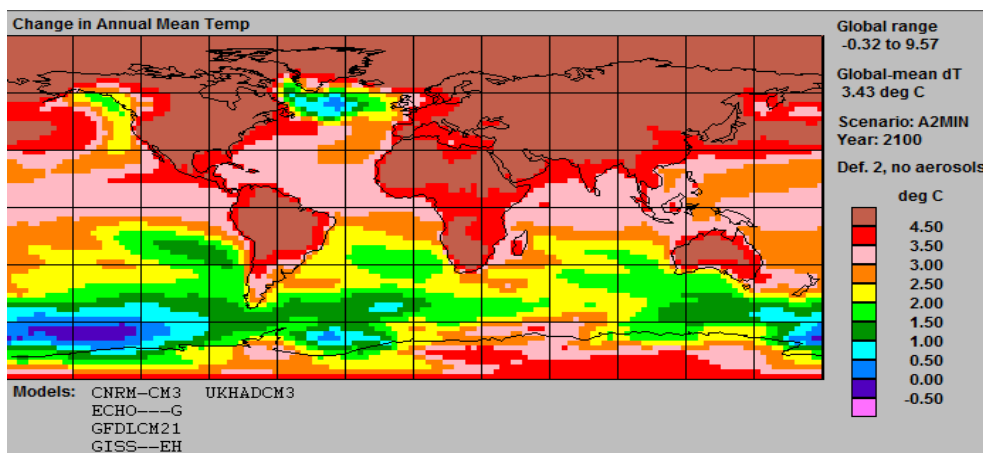 Change in Annual Mean Temp
Global range
-0.32 to 9.57
Global-mean dT
3.43 deg C
Scenario: A2MIN
Year: 2100
Def. 2, no aerosols
deg C
4.50
3.50
3.00
2.50
2.00
1.50
1.00
0.50
0.00
-0.50
Models: CNRM-CM3 UKHADCM3
ECHO---G
GFDLCM21
GISS--EH